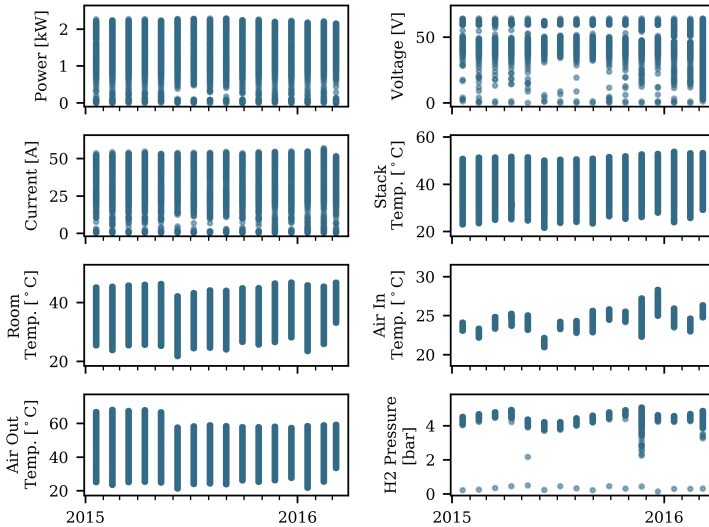 Power [kW]
2
1
0
Voltage [V]
50
0
Current [A]
50
25
0
Stack
Temp. [°C]
60
40
20
Room
Temp. [°C]
40
20
Air In
Temp. [°C]
30
25
20
Air Out
Temp. [°C]
60
40
20
2015
2016
H2 Pressure
[bar]
4
2
0
2015
2016